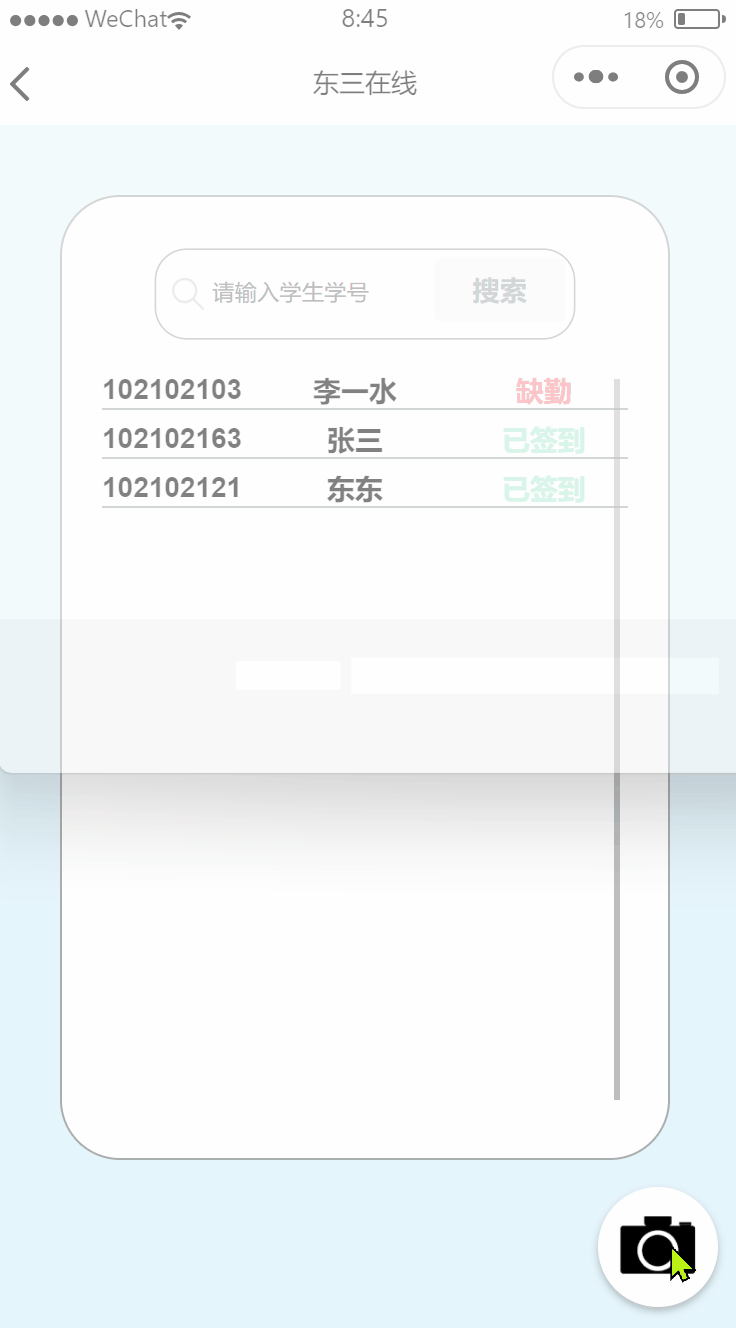 WeChat 8:45 18%
东三在线
请输入学生学号 搜索
102102103 李一水 缺勤
102102163 张三 已签到
102102121 东东 已签到